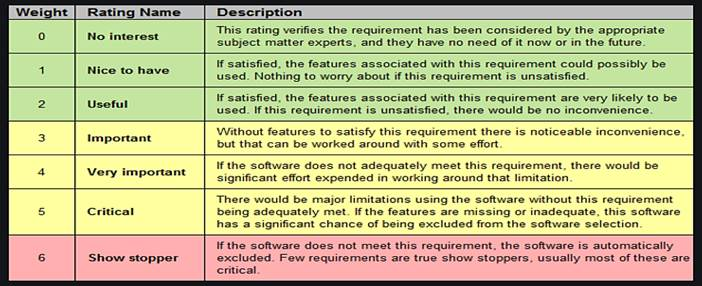 Weight Rating Name Description
0 No interest This rating verifies the requirement has been considered by the appropriate
subject matter experts, and they have no need of it now or in the future.
1 Nice to have If satisfied, the features associated with this requirement could possibly be
used. Nothing to worry about if this requirement is unsatisfied.
2 Useful If satisfied, the features associated with this requirement are very likely to be
used. If this requirement is unsatisfied, there would be no inconvenience.
3 Important Without features to satisfy this requirement there is noticeable inconvenience,
but that can be worked around with some effort.
4 Very important If the software does not adequately meet this requirement, there would be
significant effort expended in working around that limitation.
5 Critical There would be major limitations using the software without this requirement
being adequately met. If the features are missing or inadequate, this software
has a significant chance of being excluded from the software selection.
6 Show stopper If the software does not meet this requirement, the software is automatically
excluded. Few requirements are true show stoppers, usually most of these are
critical.